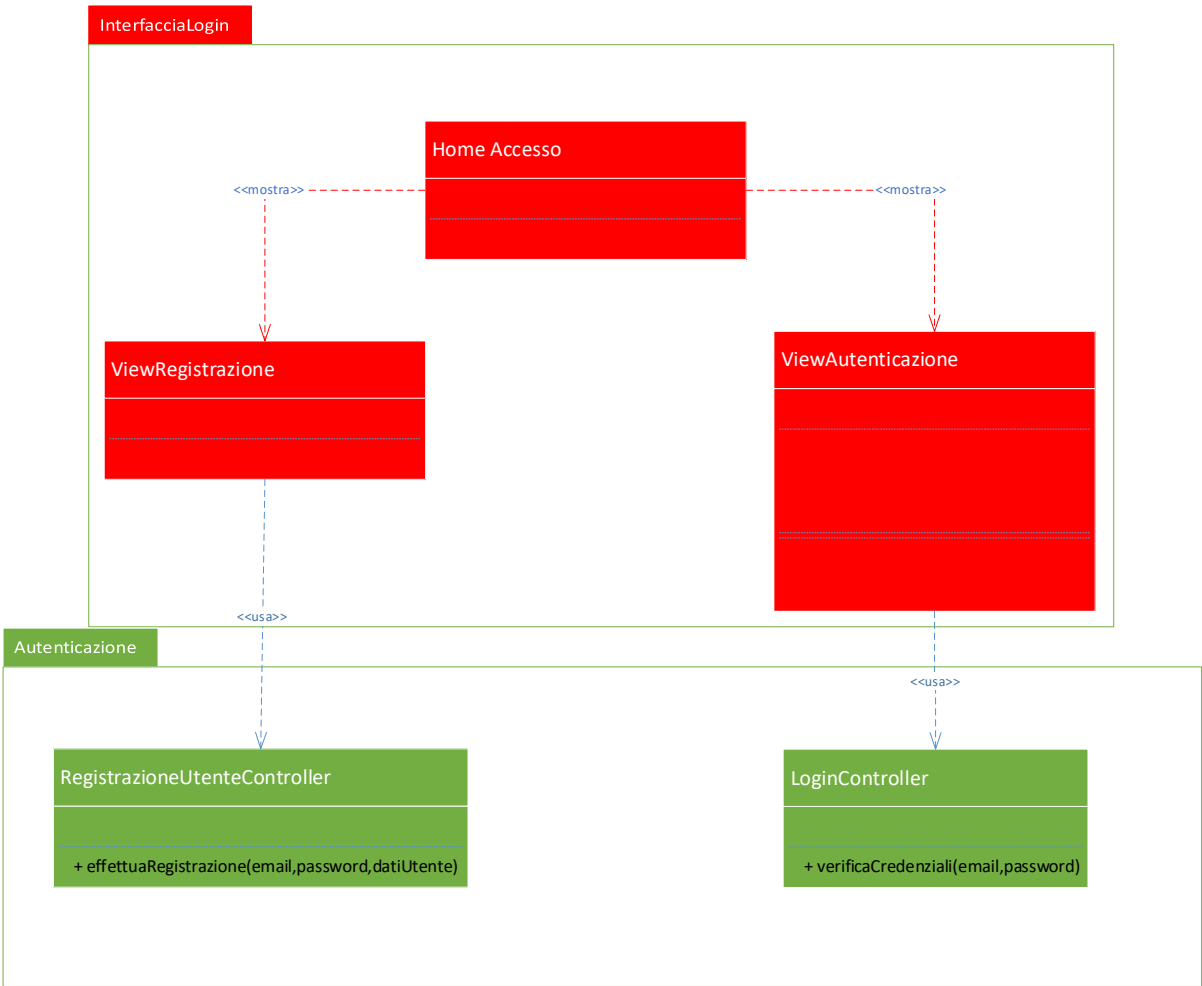 InterfacciaLogin
Home Accesso
<<mostra>>
<<mostra>>
ViewRegistrazione
ViewAutenticazione
<<usa>>
Autenticazione
<<usa>>
RegistrazioneUtenteController
LoginController
+ effettuaRegistrazione(email,password,datiUtente)
+ verificaCredenziali(email,password)